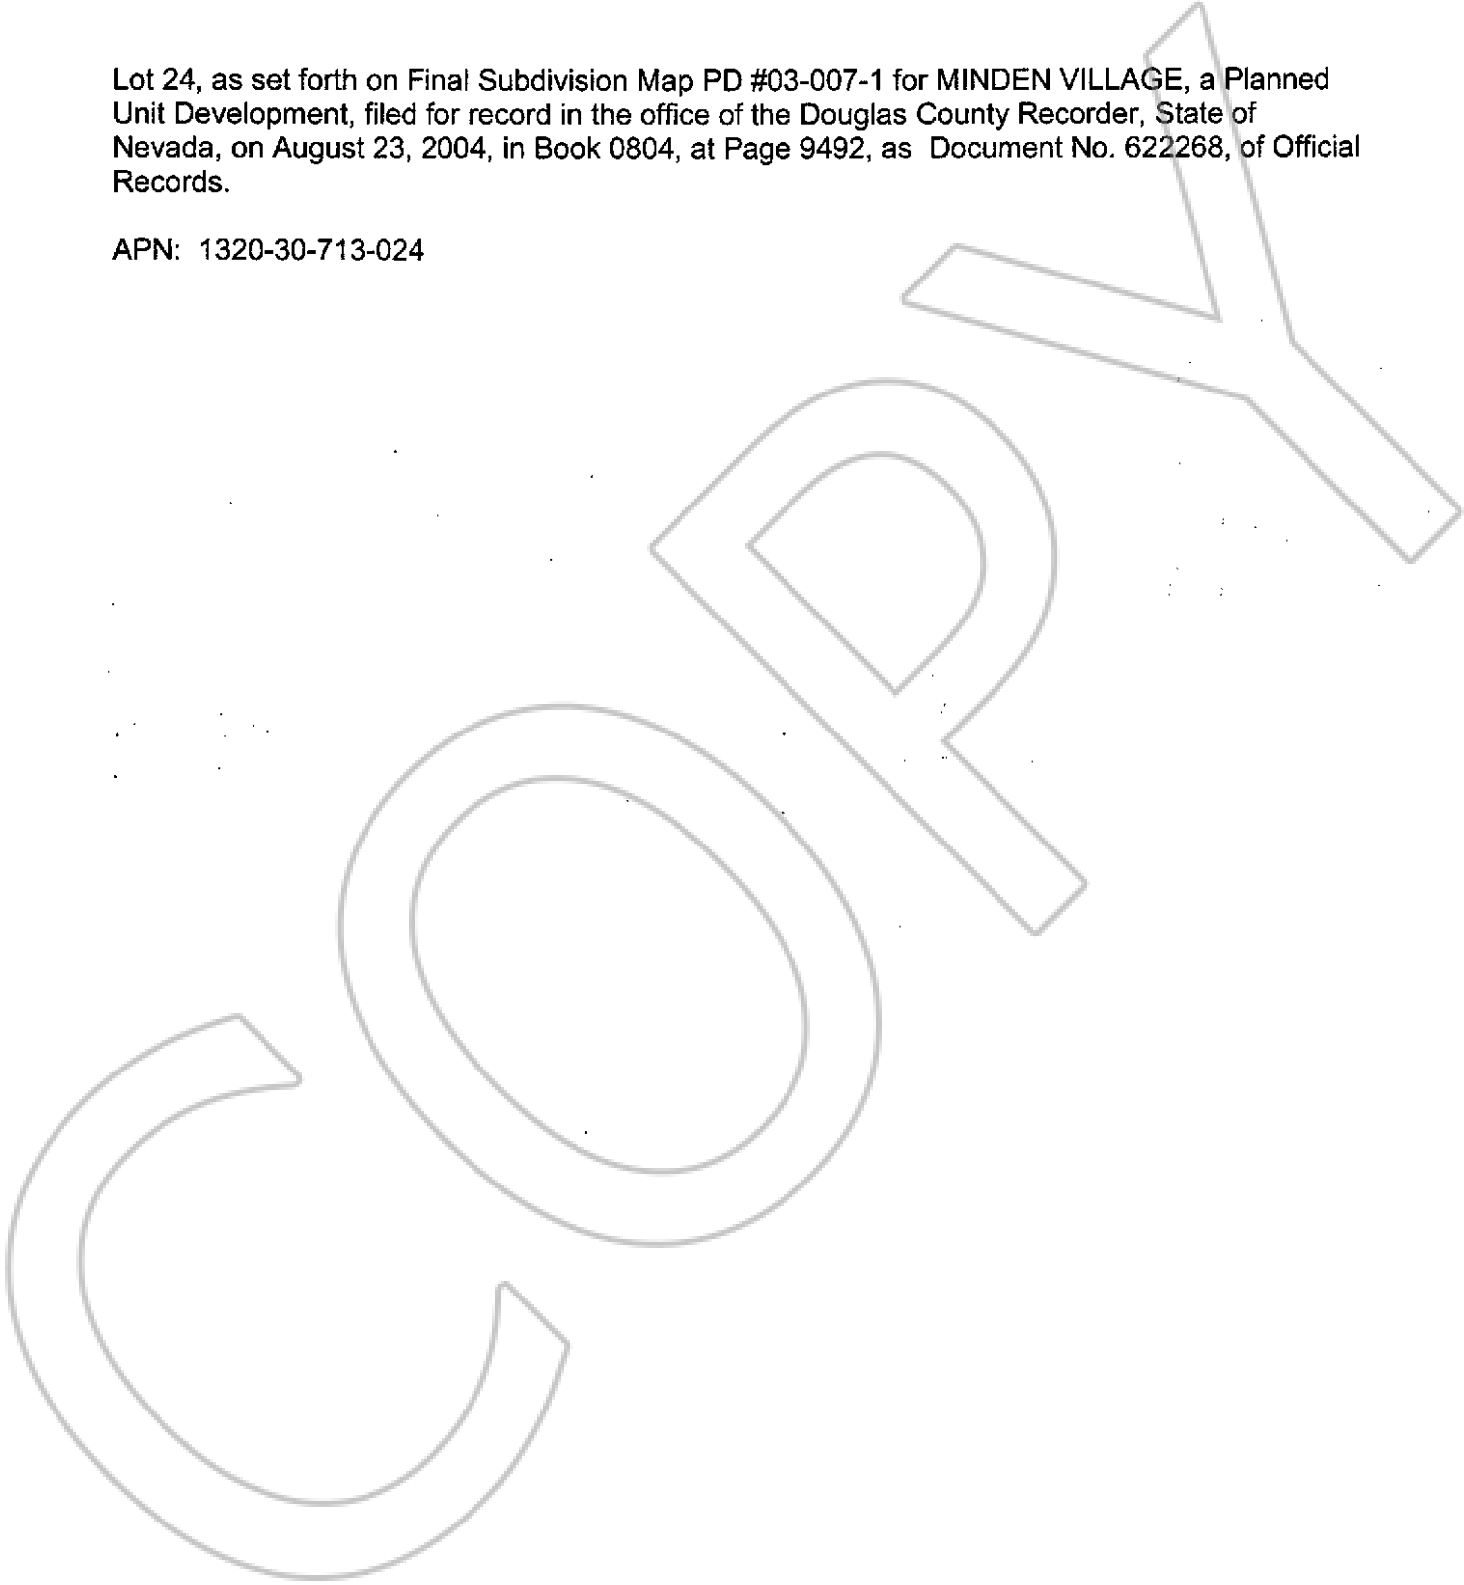 Lot 24, as set forth on Final Subdivision Map PD #03-007-1 for MINDEN VILLAGE, a Planned
Unit Development, filed for record in the office of the Douglas County Recorder, State of
Nevada, on August 23, 2004, in Book 0804, at Page 9492, as  Document No. 622268, of Official
Records.
APN:  1320-30-713-024
COPY